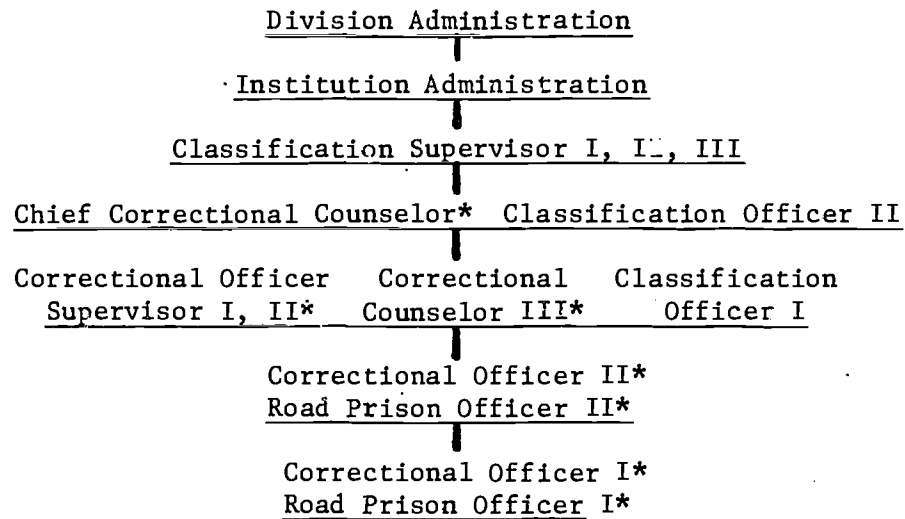 Division Administration
Institution Administration
Classification Supervisor I, I_, III
Chief Correctional Counselor* Classification Officer II
Correctional Officer Correctional Classification
Supervisor I, II* Counselor III* Officer I
Correctional Officer II*
Road Prison Officer II*
Correctional Officer I*
Road Prison Officer I*